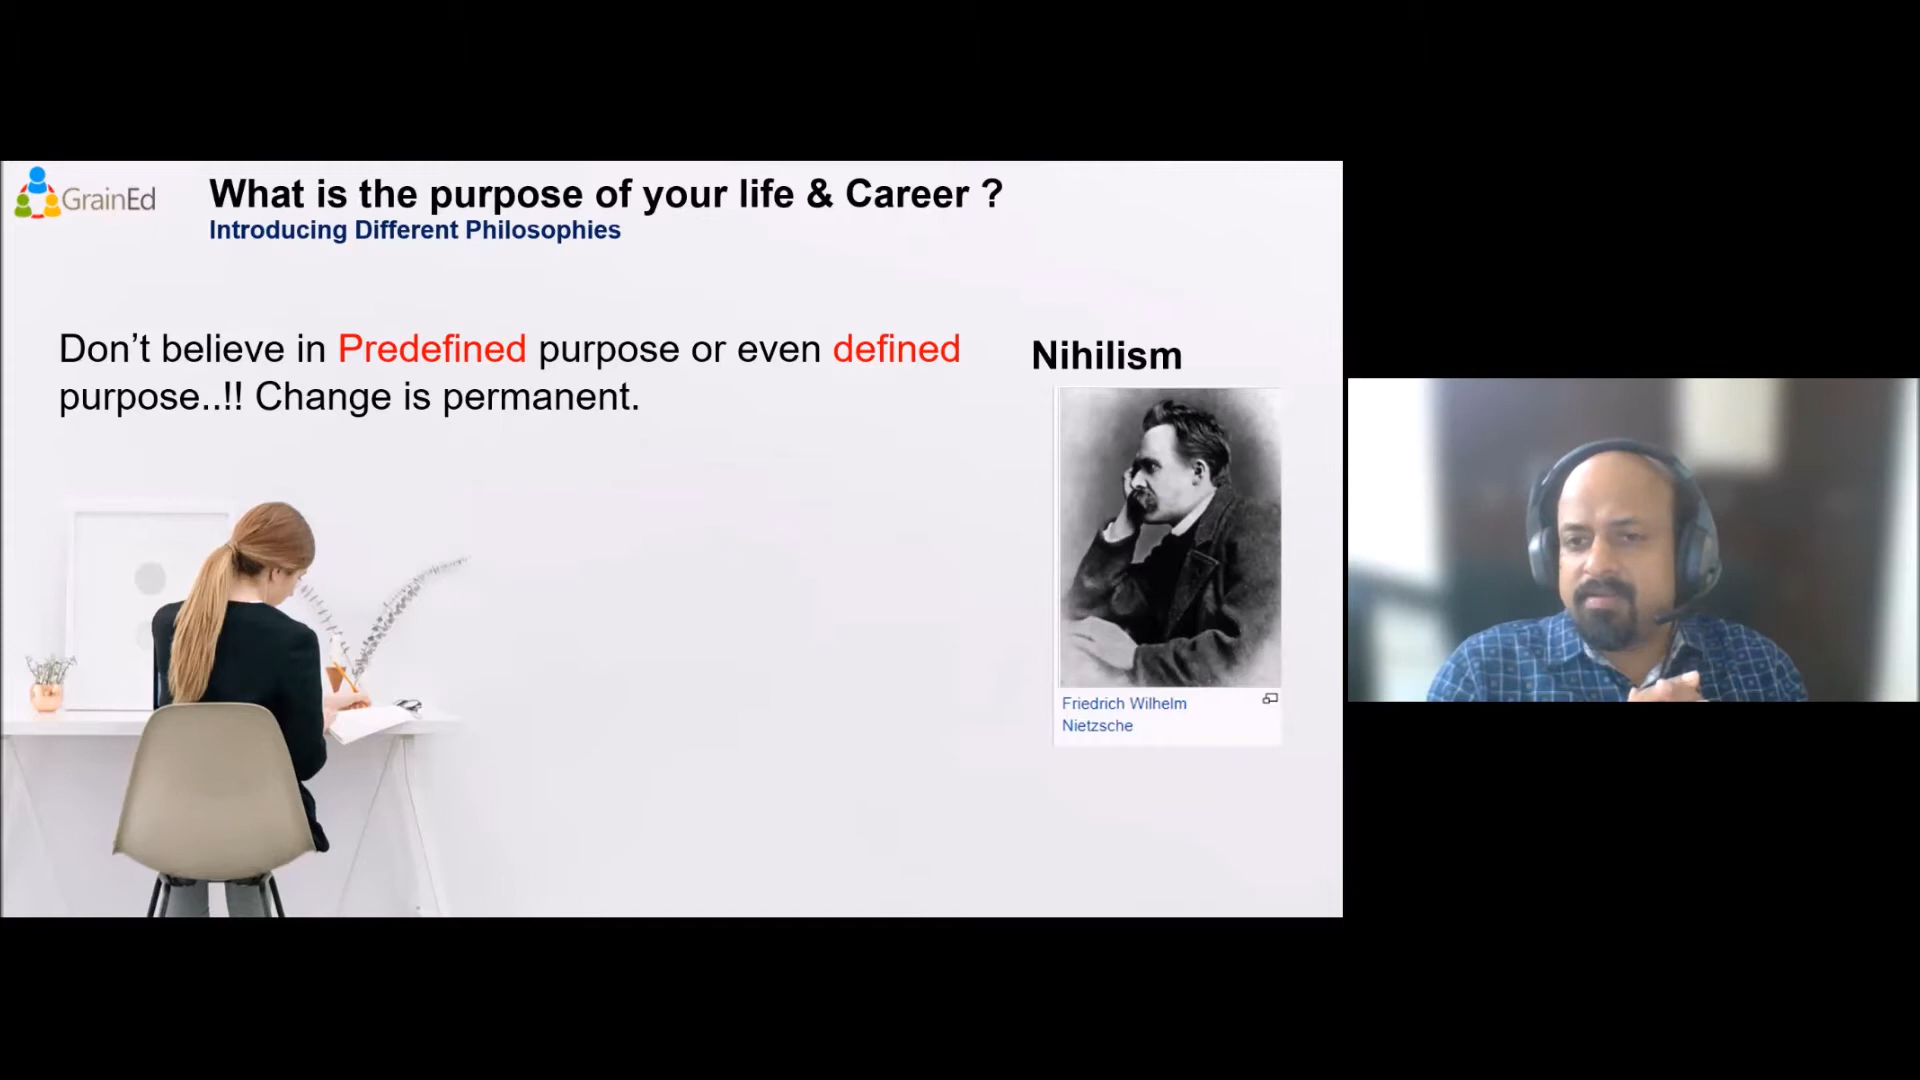 GrainEd
What is the purpose of your life & Career ?
Introducing Different Philosophies
Don’t believe in Predefined purpose or even defined
purpose..!! Change is permanent.
Nihilism
Friedrich Wilhelm
Nietzsche